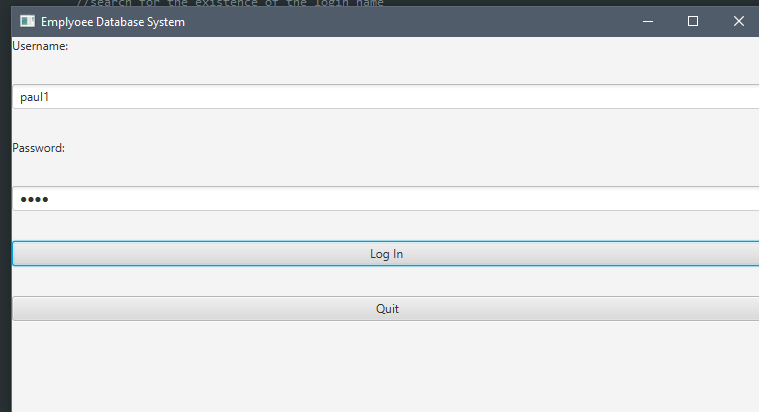 //search for the existence of the login name
Emplyoee Database System
Username:
paul1
Password:
••••
Log In
Quit